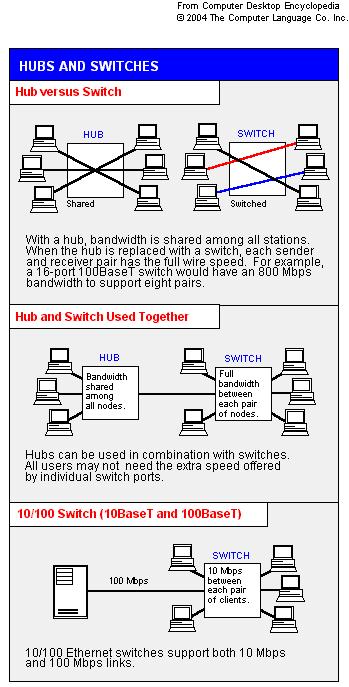 From Computer Desktop Encyclopedia
© 2004 The Computer Language Co. Inc.
HUBS AND SWITCHES
Hub versus Switch
HUB
Shared
SWITCH
Switched
With a hub, bandwidth is shared among all stations.
When the hub is replaced with a switch, each sender
and receiver pair has the full wire speed. For example,
a 16-port 100BaseT switch would have an 800 Mbps
bandwidth to support eight pairs.
Hub and Switch Used Together
HUB
Bandwidth
shared
among
all nodes.
SWITCH
Full
bandwidth
between
each pair
of nodes.
Hubs can be used in combination with switches.
All users may not need the extra speed offered
by individual switch ports.
10/100 Switch (10BaseT and 100BaseT)
100 Mbps
SWITCH
10 Mbps
between
each pair
of clients.
10/100 Ethernet switches support both 10 Mbps
and 100 Mbps links.